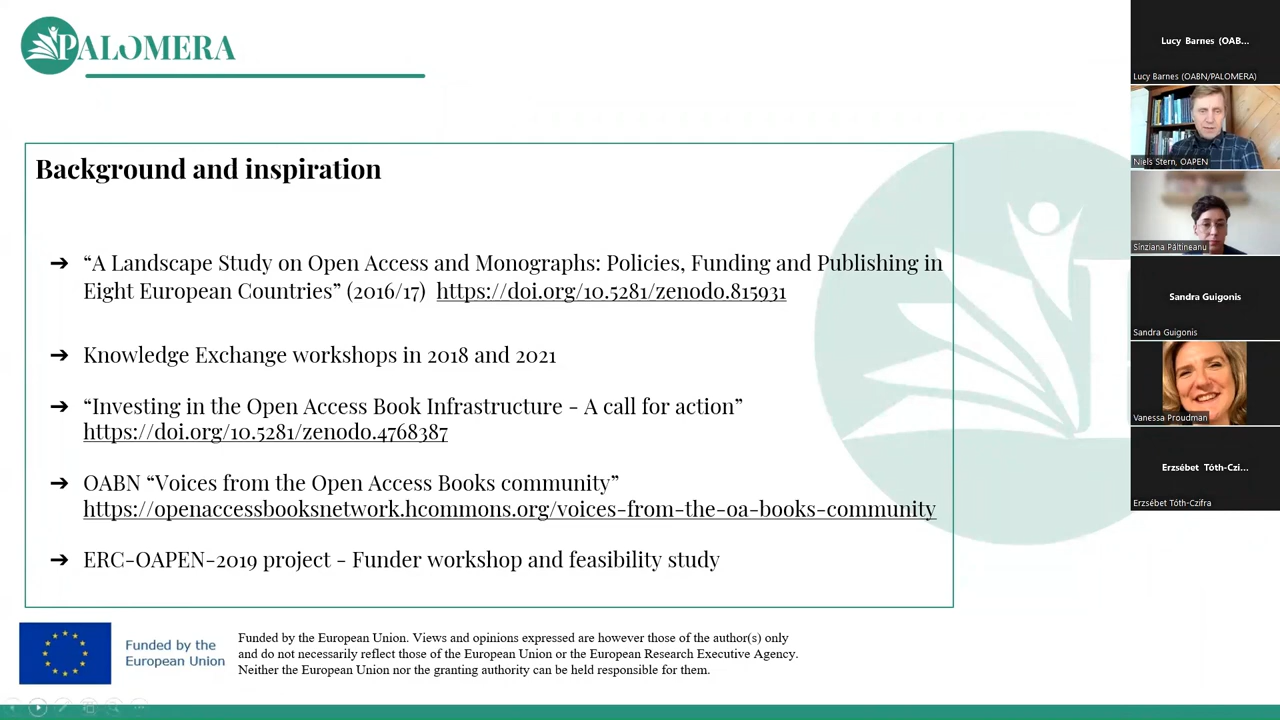 PALOMERA
Background and inspiration
➔ “A Landscape Study on Open Access and Monographs: Policies, Funding and Publishing in
Eight European Countries” (2016/17) https://doi.org/10.5281/zenodo.815931
➔ Knowledge Exchange workshops in 2018 and 2021
➔ “Investing in the Open Access Book Infrastructure - A call for action”
https://doi.org/10.5281/zenodo.4768387
➔ OABN “Voices from the Open Access Books community”
https://openaccessbooksnetwork.hcommons.org/voices-from-the-oa-books-community
➔ ERC-OAPEN-2019 project - Funder workshop and feasibility study
Funded by the
European Union
Funded by the European Union. Views and opinions expressed are however those of the author(s) only
and do not necessarily reflect those of the European Union or the European Research Executive Agency.
Neither the European Union nor the granting authority can be held responsible for them.
Lucy Barnes (OAB...
Lucy Barnes (OABN/PALOMERA)
Niels Stern, OAPEN
Sînziana Păltineanu
Sandra Guigonis
Sandra Guigonis
Vanessa Proudman
Erzsébet Tóth-Czi...
Erzsébet Tóth-Czifra